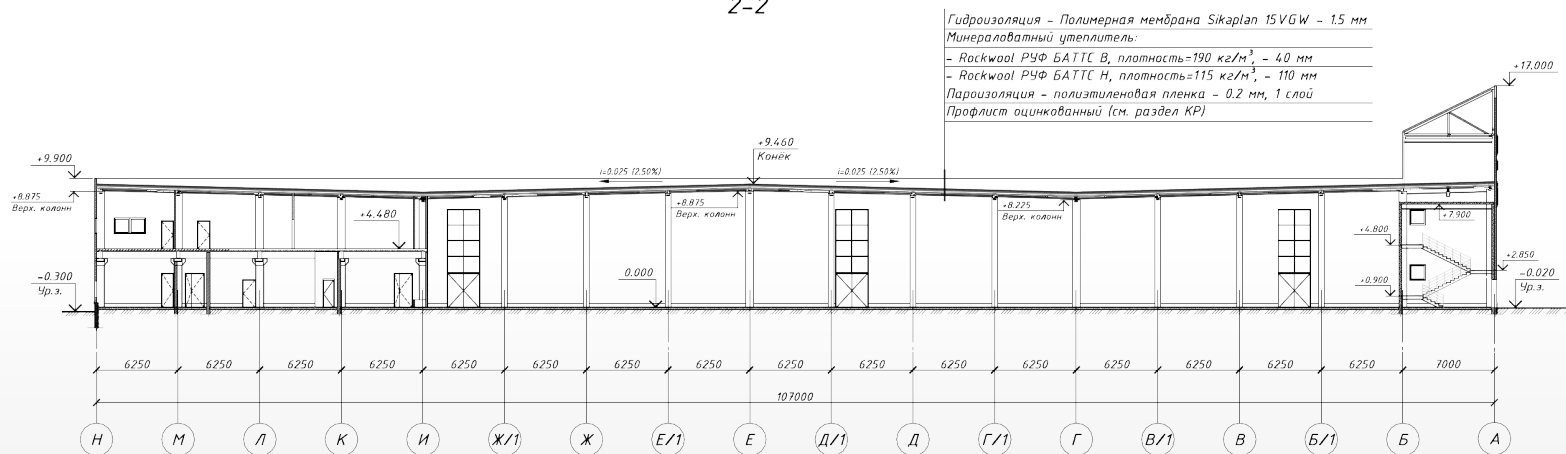 2-2
Гидроизоляция - Полимерная мембрана Sikaplan 15VGW - 1.5 мм
Минераловатный утеплитель:
- Rockwool РУФ БАТТС В, плотность=190 кг/м³, - 40 мм
- Rockwool РУФ БАТТС Н, плотность=115 кг/м³, - 110 мм
Пароизоляция - полиэтиленовая пленка - 0.2 мм, 1 слой
Профлист оцинкованный (см. раздел КР)
+17.000
+9.460
Конёк
+9.900
i=0.025 (2.50%)
i=0.025 (2.50%)
+8.875
Верх. колонн
+8.875
Верх. колонн
+8.225
Верх. колонн
+4.480
+7.900
+4.800
+2.850
-0.300
Ур.з.
0.000
+0.900
-0.020
Ур.з.
6250 6250 6250 6250 6250 6250 6250 6250 6250 6250 6250 6250 6250 6250 6250 6250 7000
107000
Н М Л К И Ж/1 Ж Е/1 Е Д/1 Д Г/1 Г В/1 В Б/1 Б А